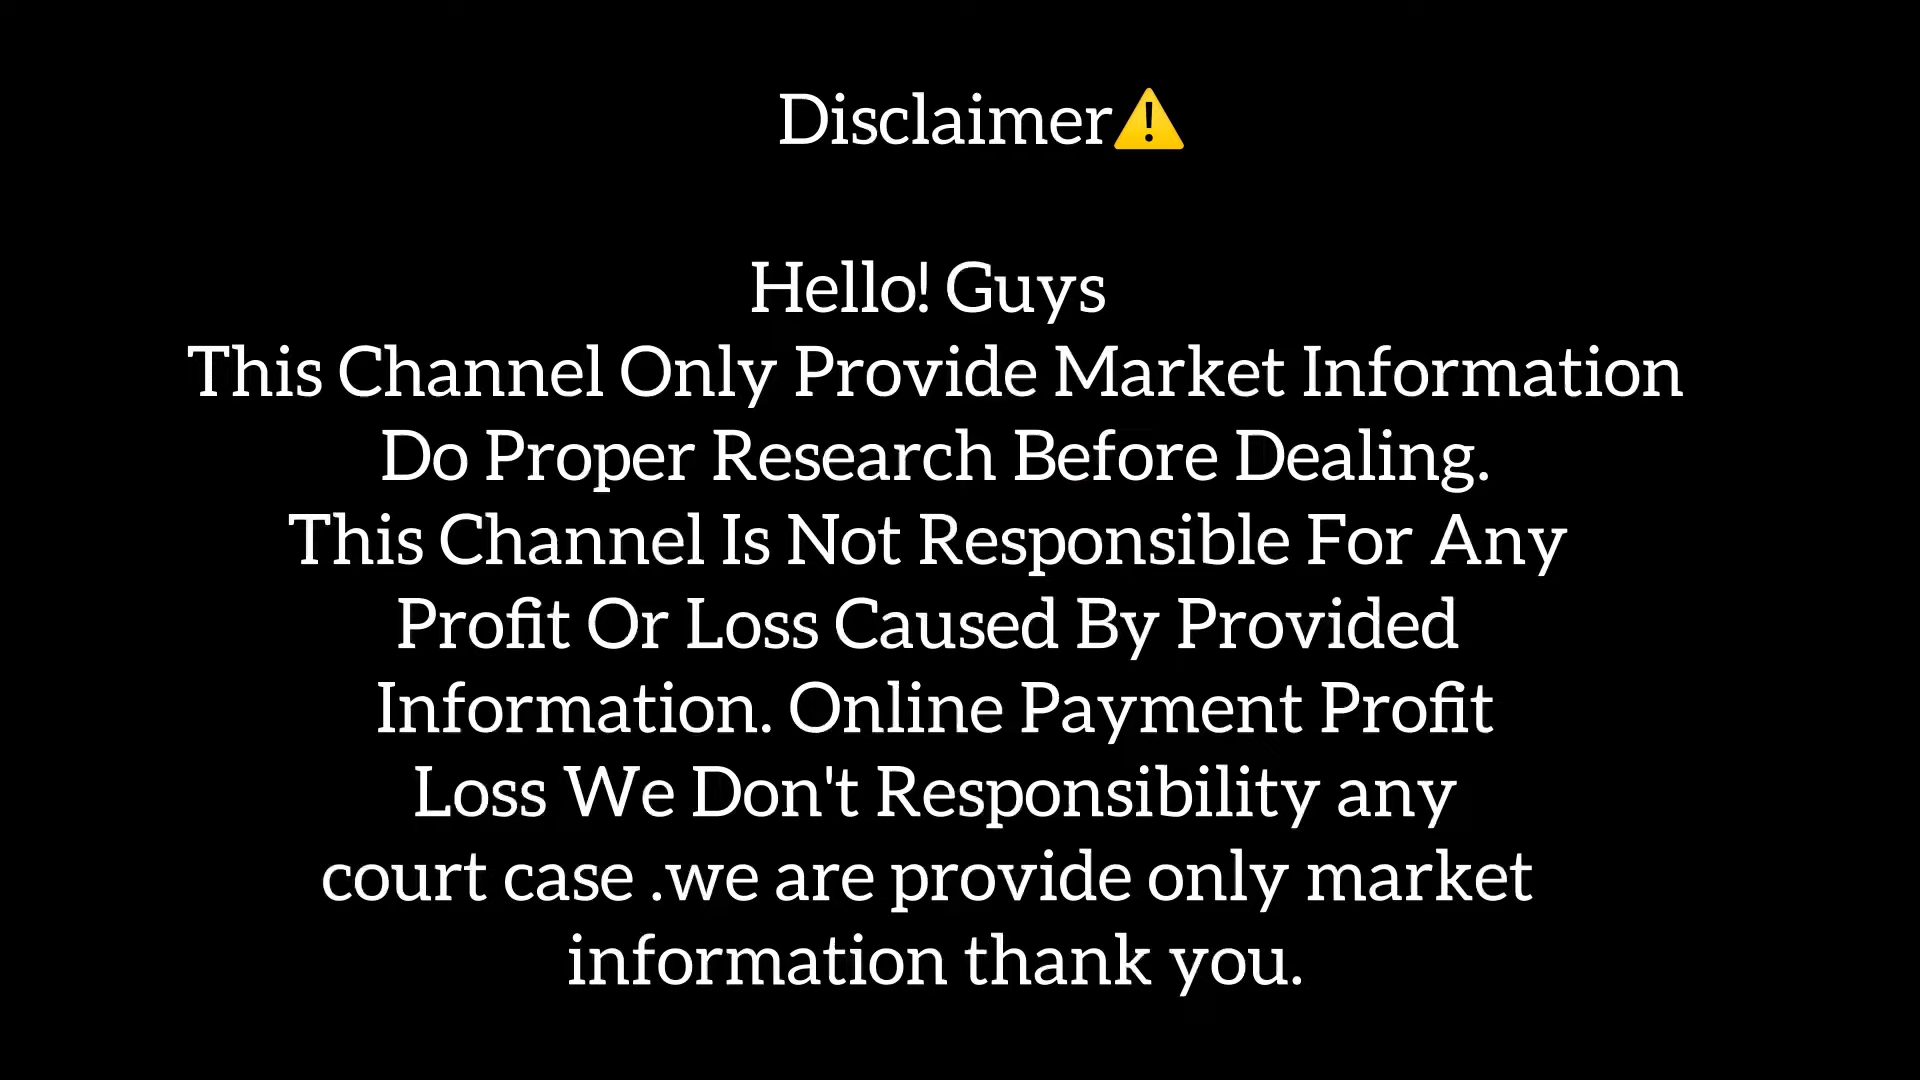 Disclaimer⚠️
Hello! Guys
This Channel Only Provide Market Information
Do Proper Research Before Dealing.
This Channel Is Not Responsible For Any
Profit Or Loss Caused By Provided
Information. Online Payment Profit
Loss We Don't Responsibility any
court case .we are provide only market
information thank you.